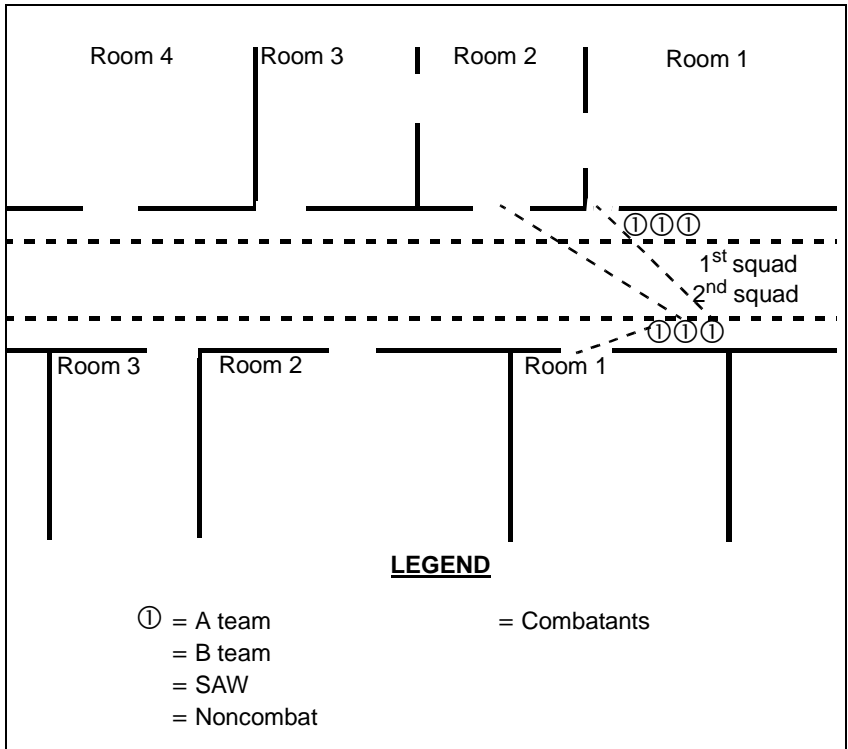 Room 4 Room 3 Room 2 Room 1
①①①
1st squad
2nd squad
①①①
Room 3 Room 2 Room 1
LEGEND
① = A team = Combatants
= B team
= SAW
= Noncombat